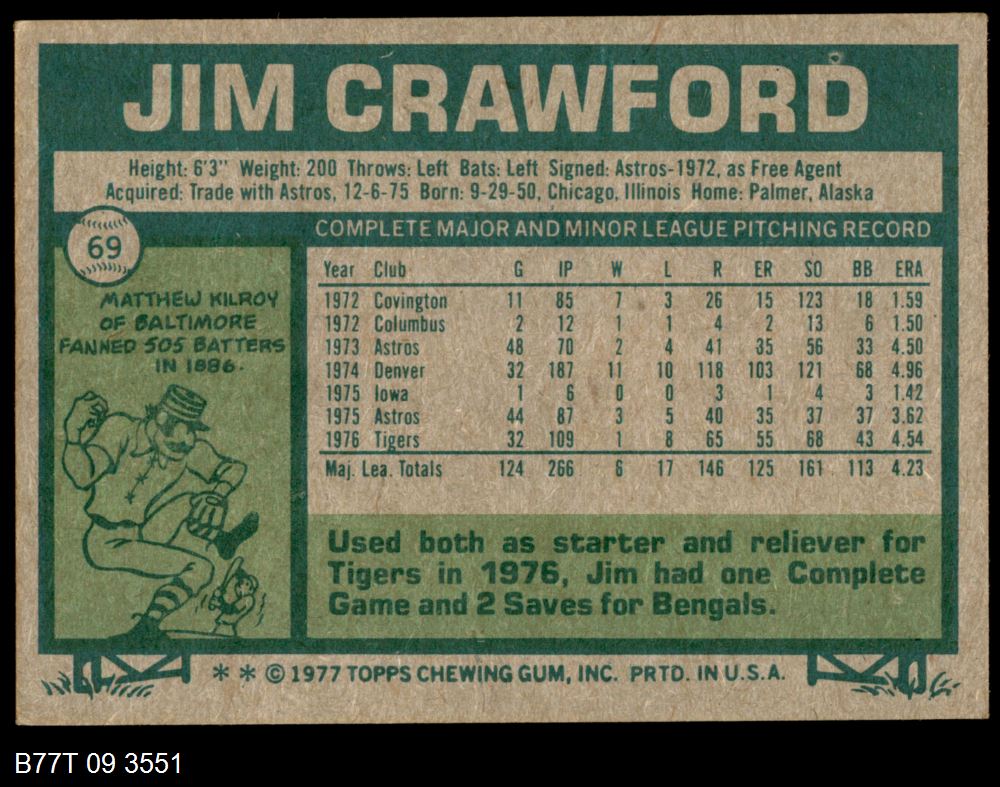 JIM CRAWFORD
Height: 6'3" Weight: 200 Throws: Left Bats: Left Signed: Astros-1972, as Free Agent
Acquired: Trade with Astros, 12-6-75 Born: 9-29-50, Chicago, Illinois Home: Palmer, Alaska
69
MATTHEW KILROY
OF BALTIMORE
FANNED 505 BATTERS
IN 1886.
COMPLETE MAJOR AND MINOR LEAGUE PITCHING RECORD
Year Club G IP W L R ER SO BB ERA
1972 Covington 11 85 7 3 26 15 123 18 1.59
1972 Columbus 2 12 1 1 4 2 13 6 1.50
1973 Astros 48 70 2 4 41 35 56 33 4.50
1974 Denver 32 187 11 10 118 103 121 68 4.96
1975 Iowa 1 6 0 0 3 1 4 3 1.42
1975 Astros 44 87 3 5 40 35 37 37 3.62
1976 Tigers 32 109 1 8 65 55 68 43 4.54
Maj. Lea. Totals 124 266 6 17 146 125 161 113 4.23
Used both as starter and reliever for
Tigers in 1976, Jim had one Complete
Game and 2 Saves for Bengals.
* * © 1977 TOPPS CHEWING GUM, INC. PRTD. IN U.S.A.
B77T 09 3551